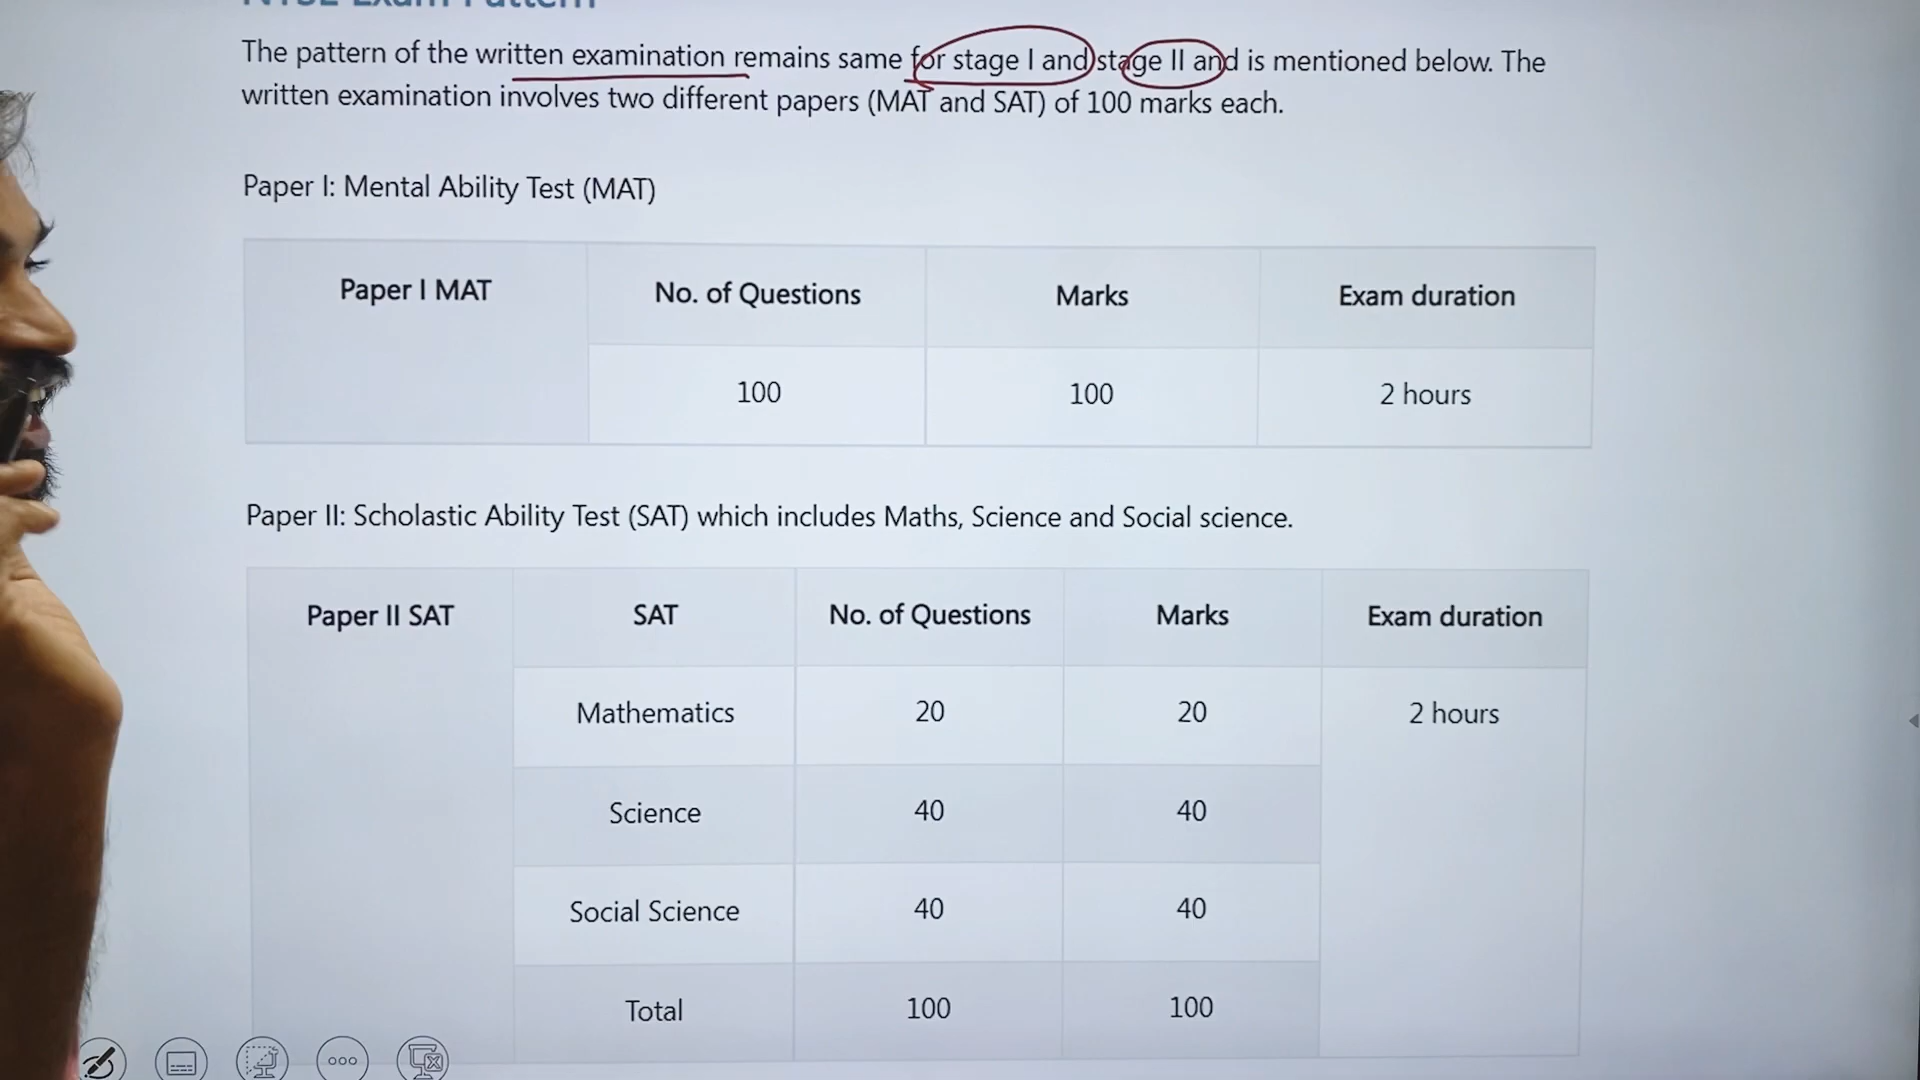 NTSE Exam Pattern
The pattern of the written examination remains same for stage I and stage II and is mentioned below. The
written examination involves two different papers (MAT and SAT) of 100 marks each.
Paper I: Mental Ability Test (MAT)
Paper I MAT No. of Questions Marks Exam duration
100 100 2 hours
Paper II: Scholastic Ability Test (SAT) which includes Maths, Science and Social science.
Paper II SAT SAT No. of Questions Marks Exam duration
Mathematics 20 20 2 hours
Science 40 40
Social Science 40 40
Total 100 100